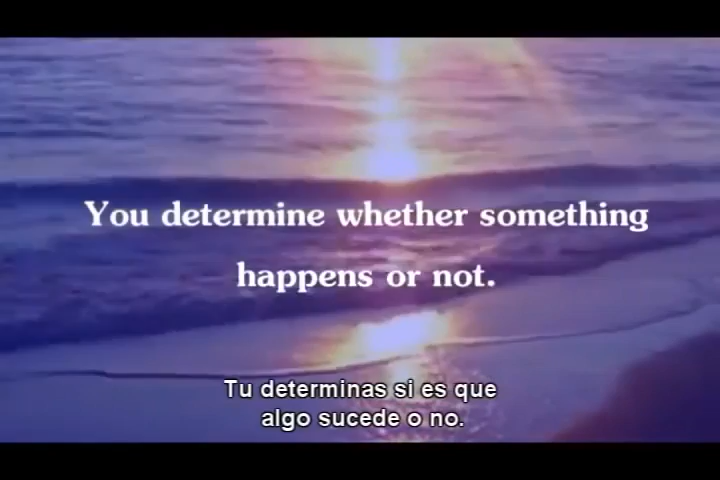 You determine whether something
happens or not.
Tu determinas si es que
algo sucede o no.